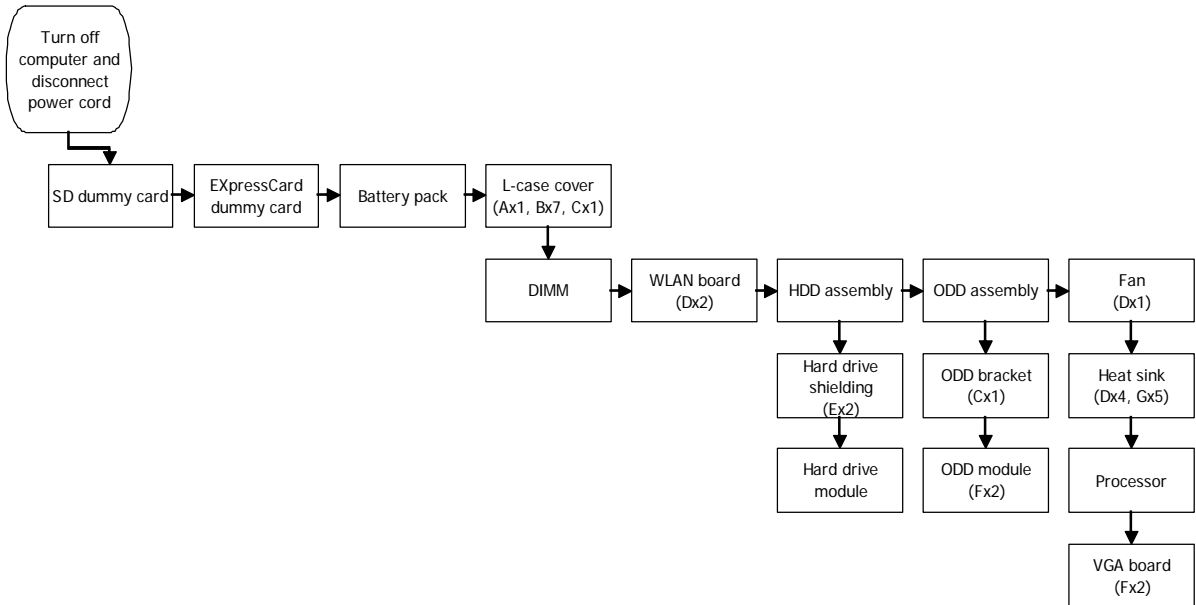 Turn off
computer and
disconnect
power cord
SD dummy card
EXpressCard
dummy card
Battery pack
L-case cover
(Ax1, Bx7, Cx1)
DIMM
WLAN board
(Dx2)
HDD assembly
ODD assembly
Fan
(Dx1)
Hard drive
shielding
(Ex2)
ODD bracket
(Cx1)
Heat sink
(Dx4, Gx5)
Hard drive
module
ODD module
(Fx2)
Processor
VGA board
(Fx2)